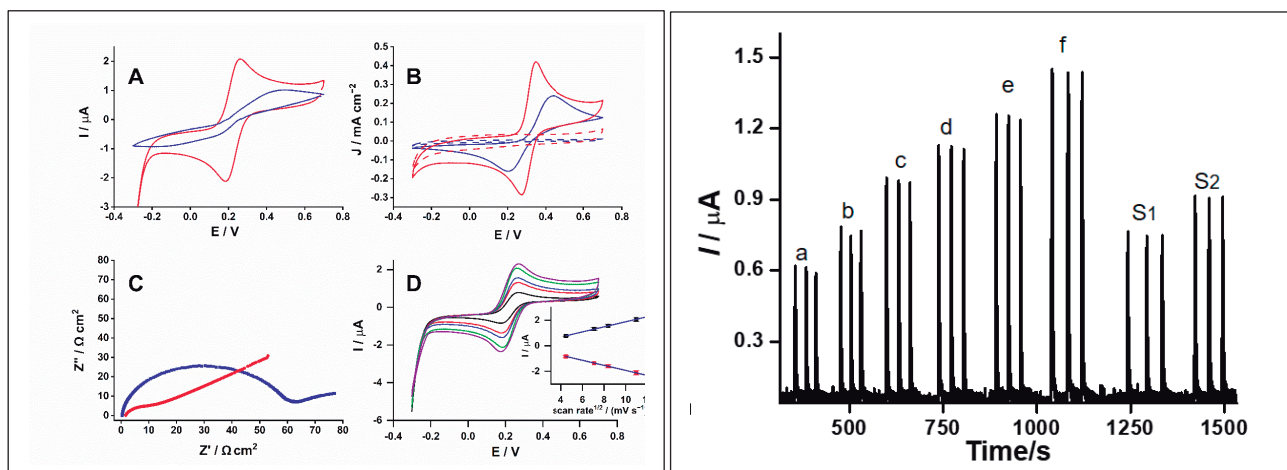 A
I / μA
2
1
0
-1
-2
-3
-0.4 -0.2 0.0 0.2 0.4 0.6 0.8
E / V
B
J / mA cm⁻²
0.5
0.4
0.3
0.2
0.1
0.0
0.1
0.2
-0.3
-0.4 -0.2 0.0 0.2 0.4 0.6 0.8
E / V
C
Z'' / Ω cm²
80
70
60
50
40
30
20
10
0
0 10 20 30 40 50 60 70 80
Z' / Ω cm²
D
I / μA
2
0
-2
-4
-6
-0.4 -0.2 0.0 0.2 0.4 0.6 0.8
E / V
I / μA
2
0
-2
4 6 8 10 1
scan rate¹ᐟ² / (mV s⁻¹
I / μA
1.5
1.2
0.9
0.6
0.3
a
b
c
d
e
f
S1
S2
500 750 1000 1250 1500
Time/s